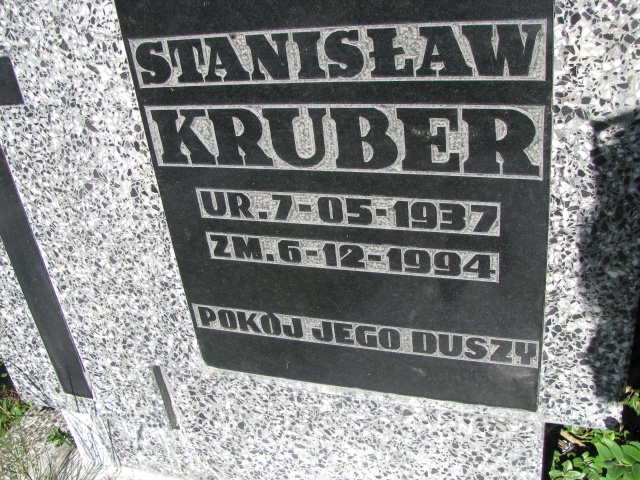 STANISŁAW
KRUBER
UR. 7-05-1937
ZM. 6-12-1994
POKÓJ JEGO DUSZY